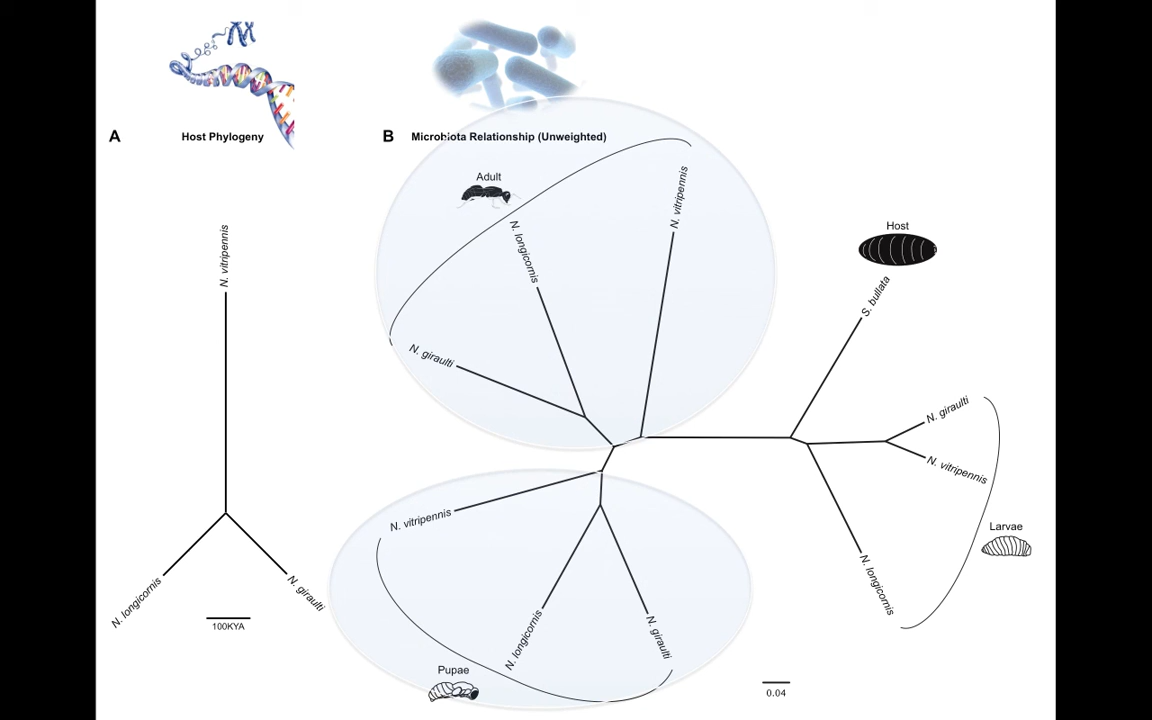 A
Host Phylogeny
N. vitripennis
N. longicornis
N. giraulti
100KYA
B
Microbiota Relationship (Unweighted)
Adult
N. vitripennis
N. longicornis
N. giraulti
Host
S. bullata
N. giraulti
N. vitripennis
N. longicornis
Larvae
N. vitripennis
N. longicornis
N. giraulti
Pupae
0.04